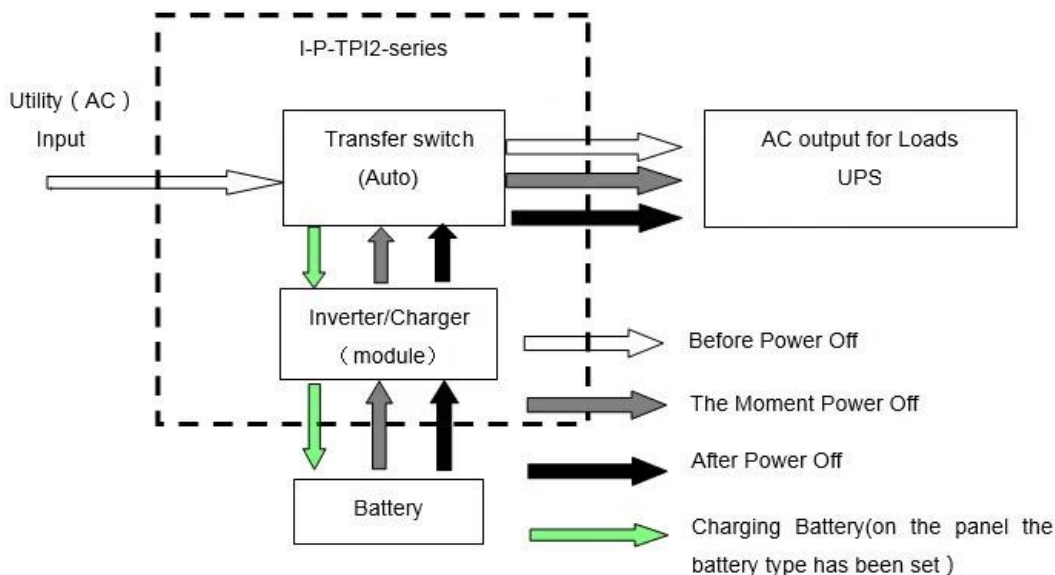 I-P-TPI2-series
Utility（AC）
Input
Transfer switch
(Auto)
AC output for Loads
UPS
Inverter/Charger
（module）
Before Power Off
The Moment Power Off
After Power Off
Battery
Charging Battery(on the panel the
battery type has been set )